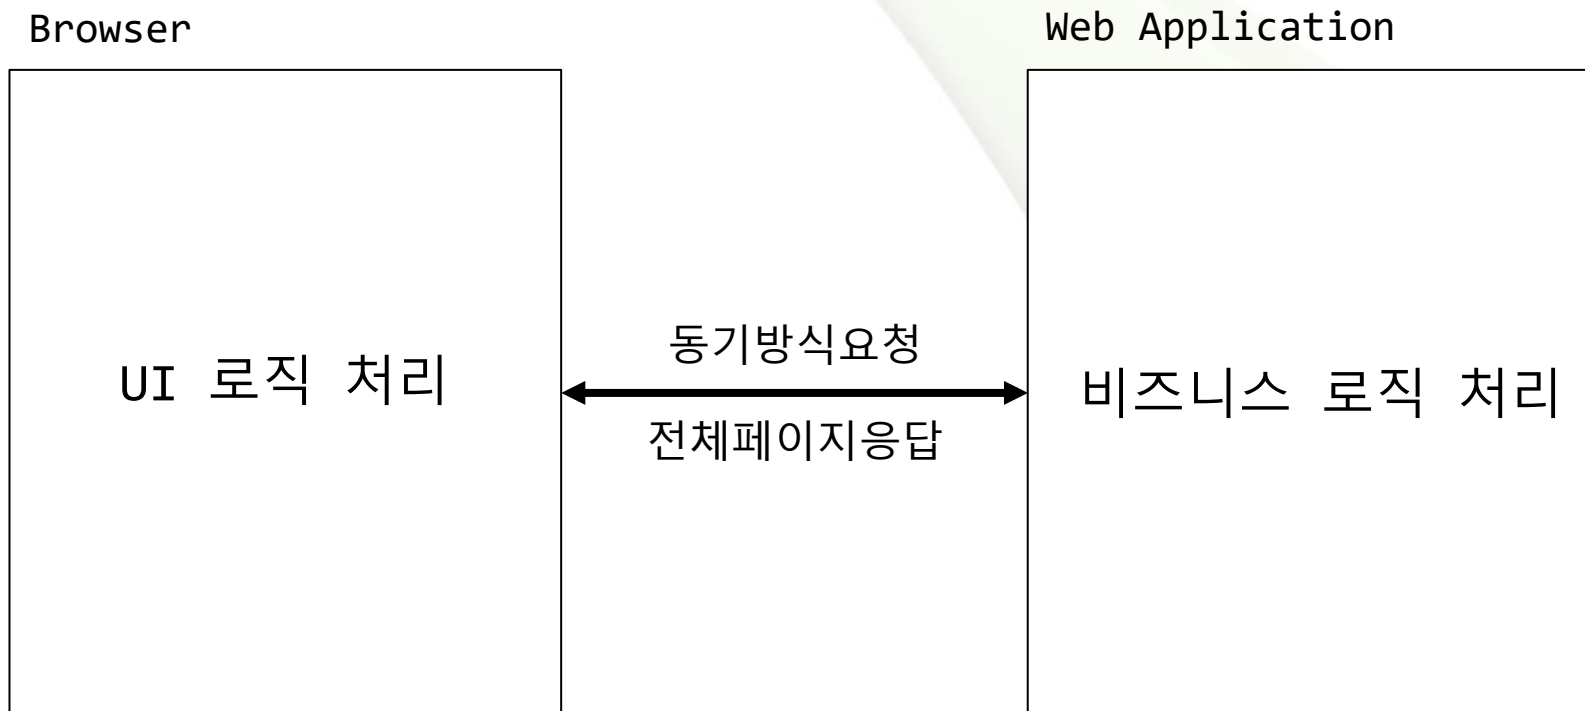 Browser
Web Application
동기방식요청
UI 로직 처리
비즈니스 로직 처리
전체페이지응답